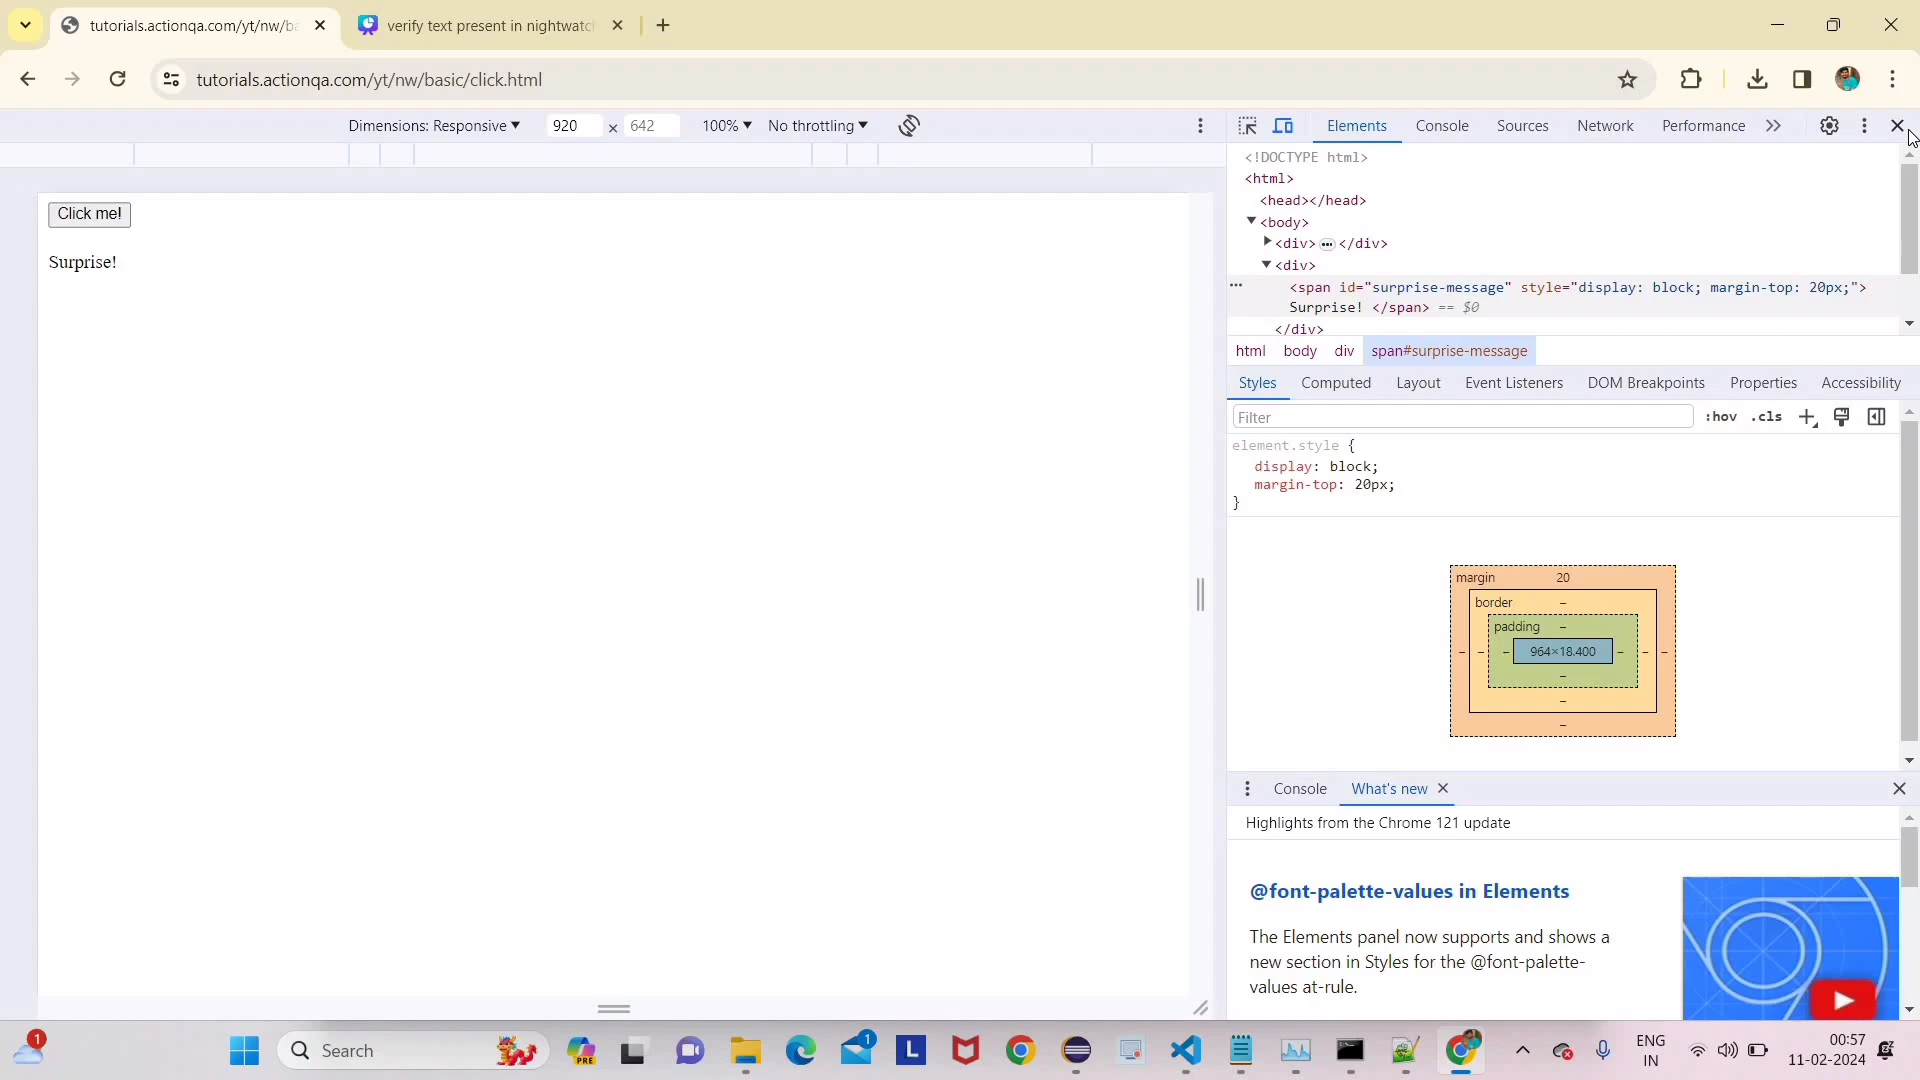 tutorials.actionqa.com/yt/nw/ba
verify text present in nightwatc
tutorials.actionqa.com/yt/nw/basic/click.html
Dimensions: Responsive ▼ 920 x 642 100% ▼ No throttling ▼
Elements Console Sources Network Performance
Click me!
Surprise!
<!DOCTYPE html>
<html>
<head></head>
<body>
<div> ••• </div>
<div>
<span id="surprise-message" style="display: block; margin-top: 20px;">
Surprise! </span> == $0
</div>
html body div span#surprise-message
Styles Computed Layout Event Listeners DOM Breakpoints Properties Accessibility
Filter :hov .cls
element.style {
display: block;
margin-top: 20px;
}
margin 20
border –
padding –
– – – 964×18.400 – – –
–
–
–
Console What's new
Highlights from the Chrome 121 update
@font-palette-values in Elements
The Elements panel now supports and shows a
new section in Styles for the @font-palette-
values at-rule.
1
Search
PRE
1
L
ENG
IN
00:57
11-02-2024